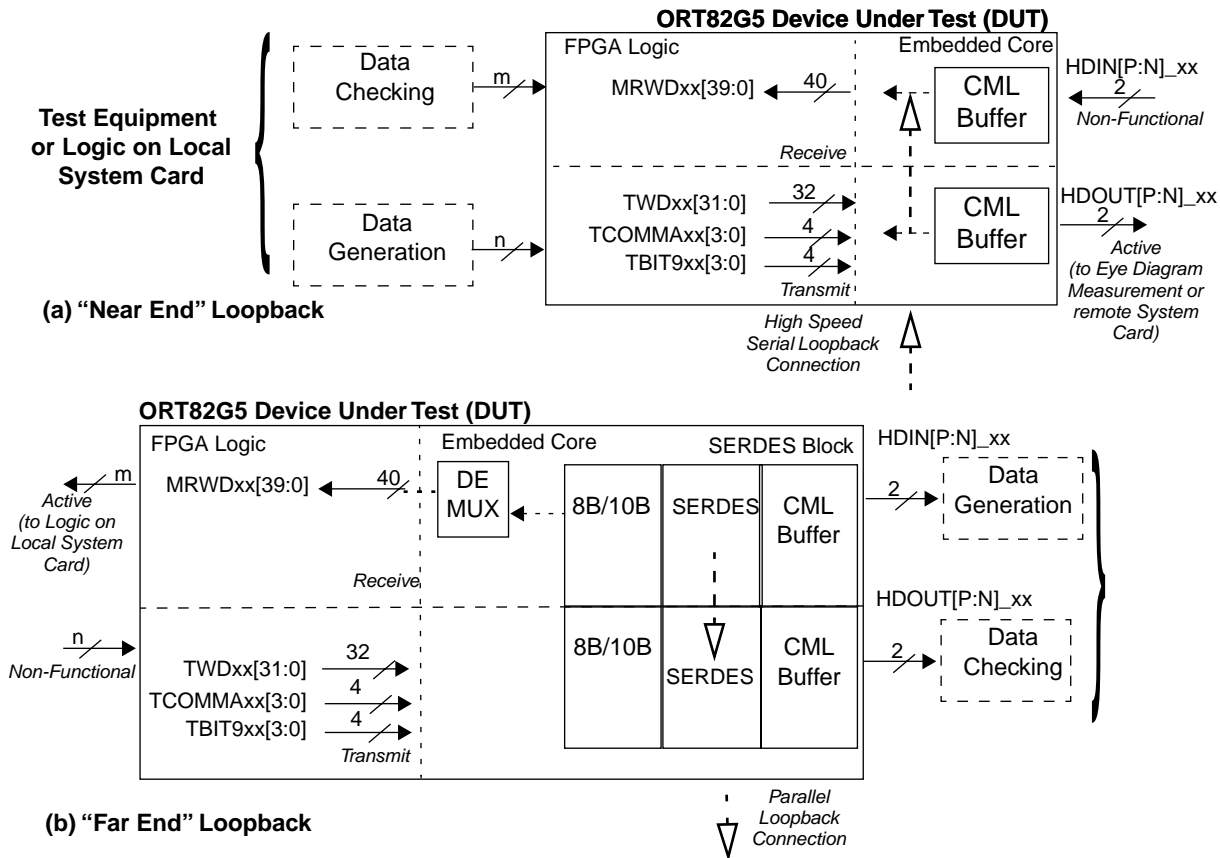 ORT82G5 Device Under Test (DUT)
FPGA Logic
Embedded Core
Data
Checking
m
MRWDxx[39:0]
40
CML
Buffer
HDIN[P:N]_xx
2
Non-Functional
Test Equipment
or Logic on Local
System Card
Receive
Data
Generation
n
TWDxx[31:0]
32
TCOMMAxx[3:0]
4
TBIT9xx[3:0]
4
Transmit
CML
Buffer
HDOUT[P:N]_xx
2
Active
(to Eye Diagram
Measurement or
remote System
Card)
(a) “Near End” Loopback
High Speed
Serial Loopback
Connection
ORT82G5 Device Under Test (DUT)
FPGA Logic
Embedded Core
SERDES Block
m
Active
(to Logic on
Local System
Card)
MRWDxx[39:0]
40
DE
MUX
8B/10B
SERDES
CML
Buffer
HDIN[P:N]_xx
2
Data
Generation
Receive
n
Non-Functional
TWDxx[31:0]
32
TCOMMAxx[3:0]
4
TBIT9xx[3:0]
4
Transmit
8B/10B
SERDES
CML
Buffer
HDOUT[P:N]_xx
2
Data
Checking
(b) “Far End” Loopback
Parallel
Loopback
Connection